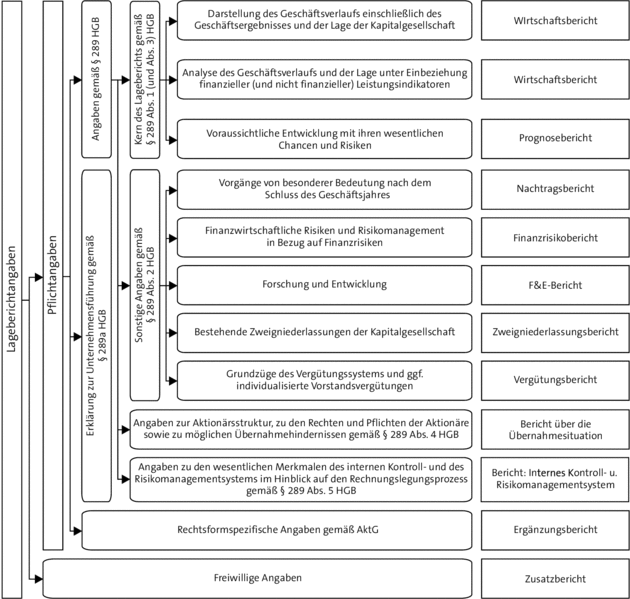 Lageberichtangaben
Pflichtangaben
Angaben gemäß § 289 HGB
Kern des Lageberichts gemäß
§ 289 Abs. 1 (und Abs. 3) HGB
Darstellung des Geschäftsverlaufs einschließlich des
Geschäftsergebnisses und der Lage der Kapitalgesellschaft
WIrtschaftsbericht
Analyse des Geschäftsverlaufs und der Lage unter Einbeziehung
finanzieller (und nicht finanzieller) Leistungsindikatoren
Wirtschaftsbericht
Voraussichtliche Entwicklung mit ihren wesentlichen
Chancen und Risiken
Prognosebericht
Erklärung zur Unternehmensführung gemäß
§ 289a HGB
Sonstige Angaben gemäß
§ 289 Abs. 2 HGB
Vorgänge von besonderer Bedeutung nach dem
Schluss des Geschäftsjahres
Nachtragsbericht
Finanzwirtschaftliche Risiken und Risikomanagement
in Bezug auf Finanzrisiken
Finanzrisikobericht
Forschung und Entwicklung
F&E-Bericht
Bestehende Zweigniederlassungen der Kapitalgesellschaft
Zweigniederlassungsbericht
Grundzüge des Vergütungssystems und ggf.
individualisierte Vorstandsvergütungen
Vergütungsbericht
Angaben zur Aktionärsstruktur, zu den Rechten und Pflichten der Aktionäre
sowie zu möglichen Übernahmehindernissen gemäß § 289 Abs. 4 HGB
Bericht über die
Übernahmesituation
Angaben zu den wesentlichen Merkmalen des internen Kontroll- und des
Risikomanagementsystems im Hinblick auf den Rechnungslegungsprozess
gemäß § 289 Abs. 5 HGB
Bericht: Internes Kontroll- u.
Risikomanagementsystem
Rechtsformspezifische Angaben gemäß AktG
Ergänzungsbericht
Freiwillige Angaben
Zusatzbericht